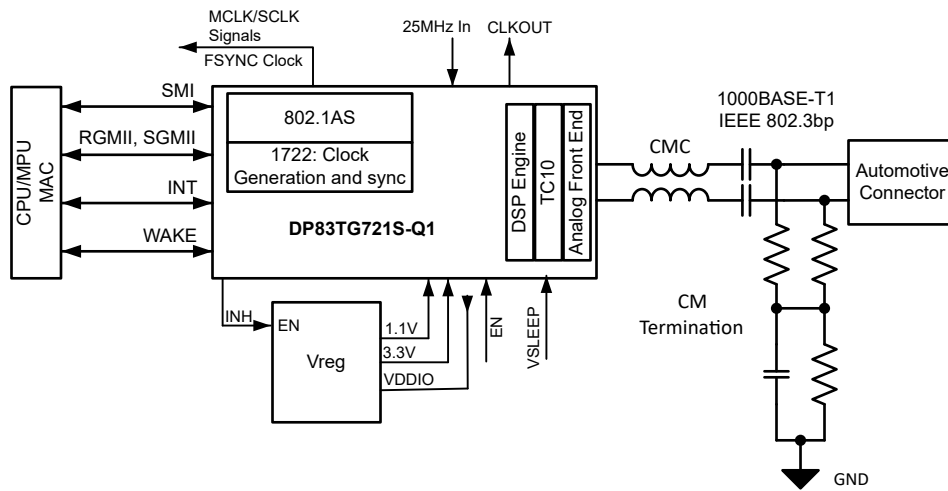 MCLK/SCLK
Signals
FSYNC Clock
25MHz In
CLKOUT
CPU/MPU
MAC
SMI
RGMII, SGMII
INT
WAKE
802.1AS
1722: Clock
Generation and sync
DP83TG721S-Q1
DSP Engine
TC10
Analog Front End
CMC
1000BASE-T1
IEEE 802.3bp
Automotive
Connector
CM
Termination
GND
INH
EN
Vreg
1.1V
3.3V
VDDIO
EN
VSLEEP